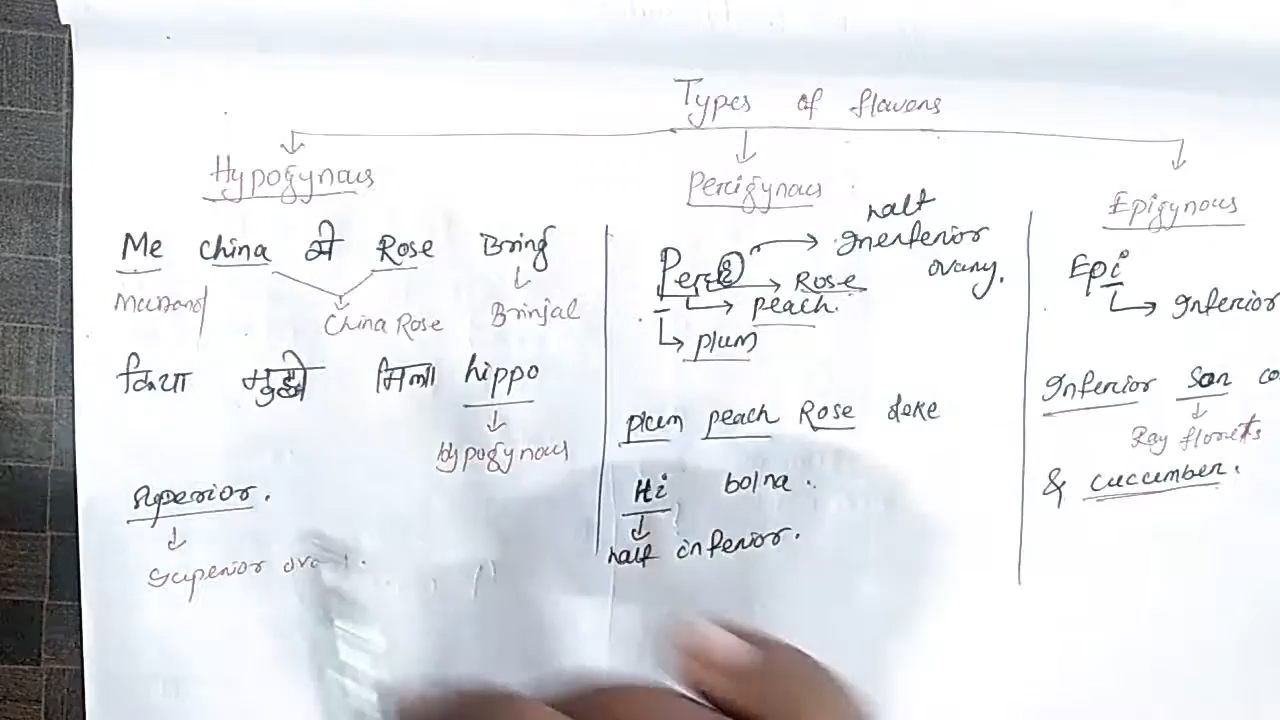 Types of flowers
Hypogynous
Me China से Rose Bring
Mustard
China Rose
Brinjal
किया मुझे मिला hippo
hypogynous
Superior.
Superior
Perigynous
Peri
half
Inferior
ovary.
Rose
peach.
plum
plum peach Rose deke
Hi bolna.
half inferior.
Epigynous
Epi
Inferior
Inferior Sun
Ray florets
& cucumber.